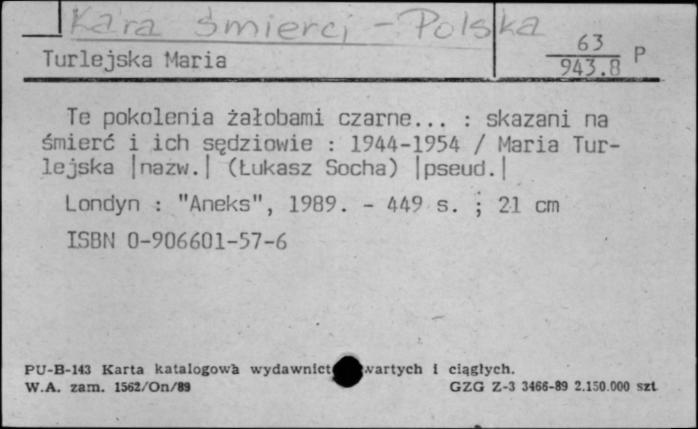 Kara śmierci - Polska
63
Turlejska Maria
943.8 P
Te pokolenia żałobami czarne... : skazani na
śmierć i ich sędziowie : 1944-1954 / Maria Tur-
lejska |nazw.| (Łukasz Socha) |pseud.|
Londyn : "Aneks", 1989. - 449 s. ; 21 cm
ISBN 0-906601-57-6
PU-B-143 Karta katalogowa wydawnict wartych i ciągłych.
W.A. zam. 1562/On/89 GZG Z-3 3466-89 2.150.000 szt